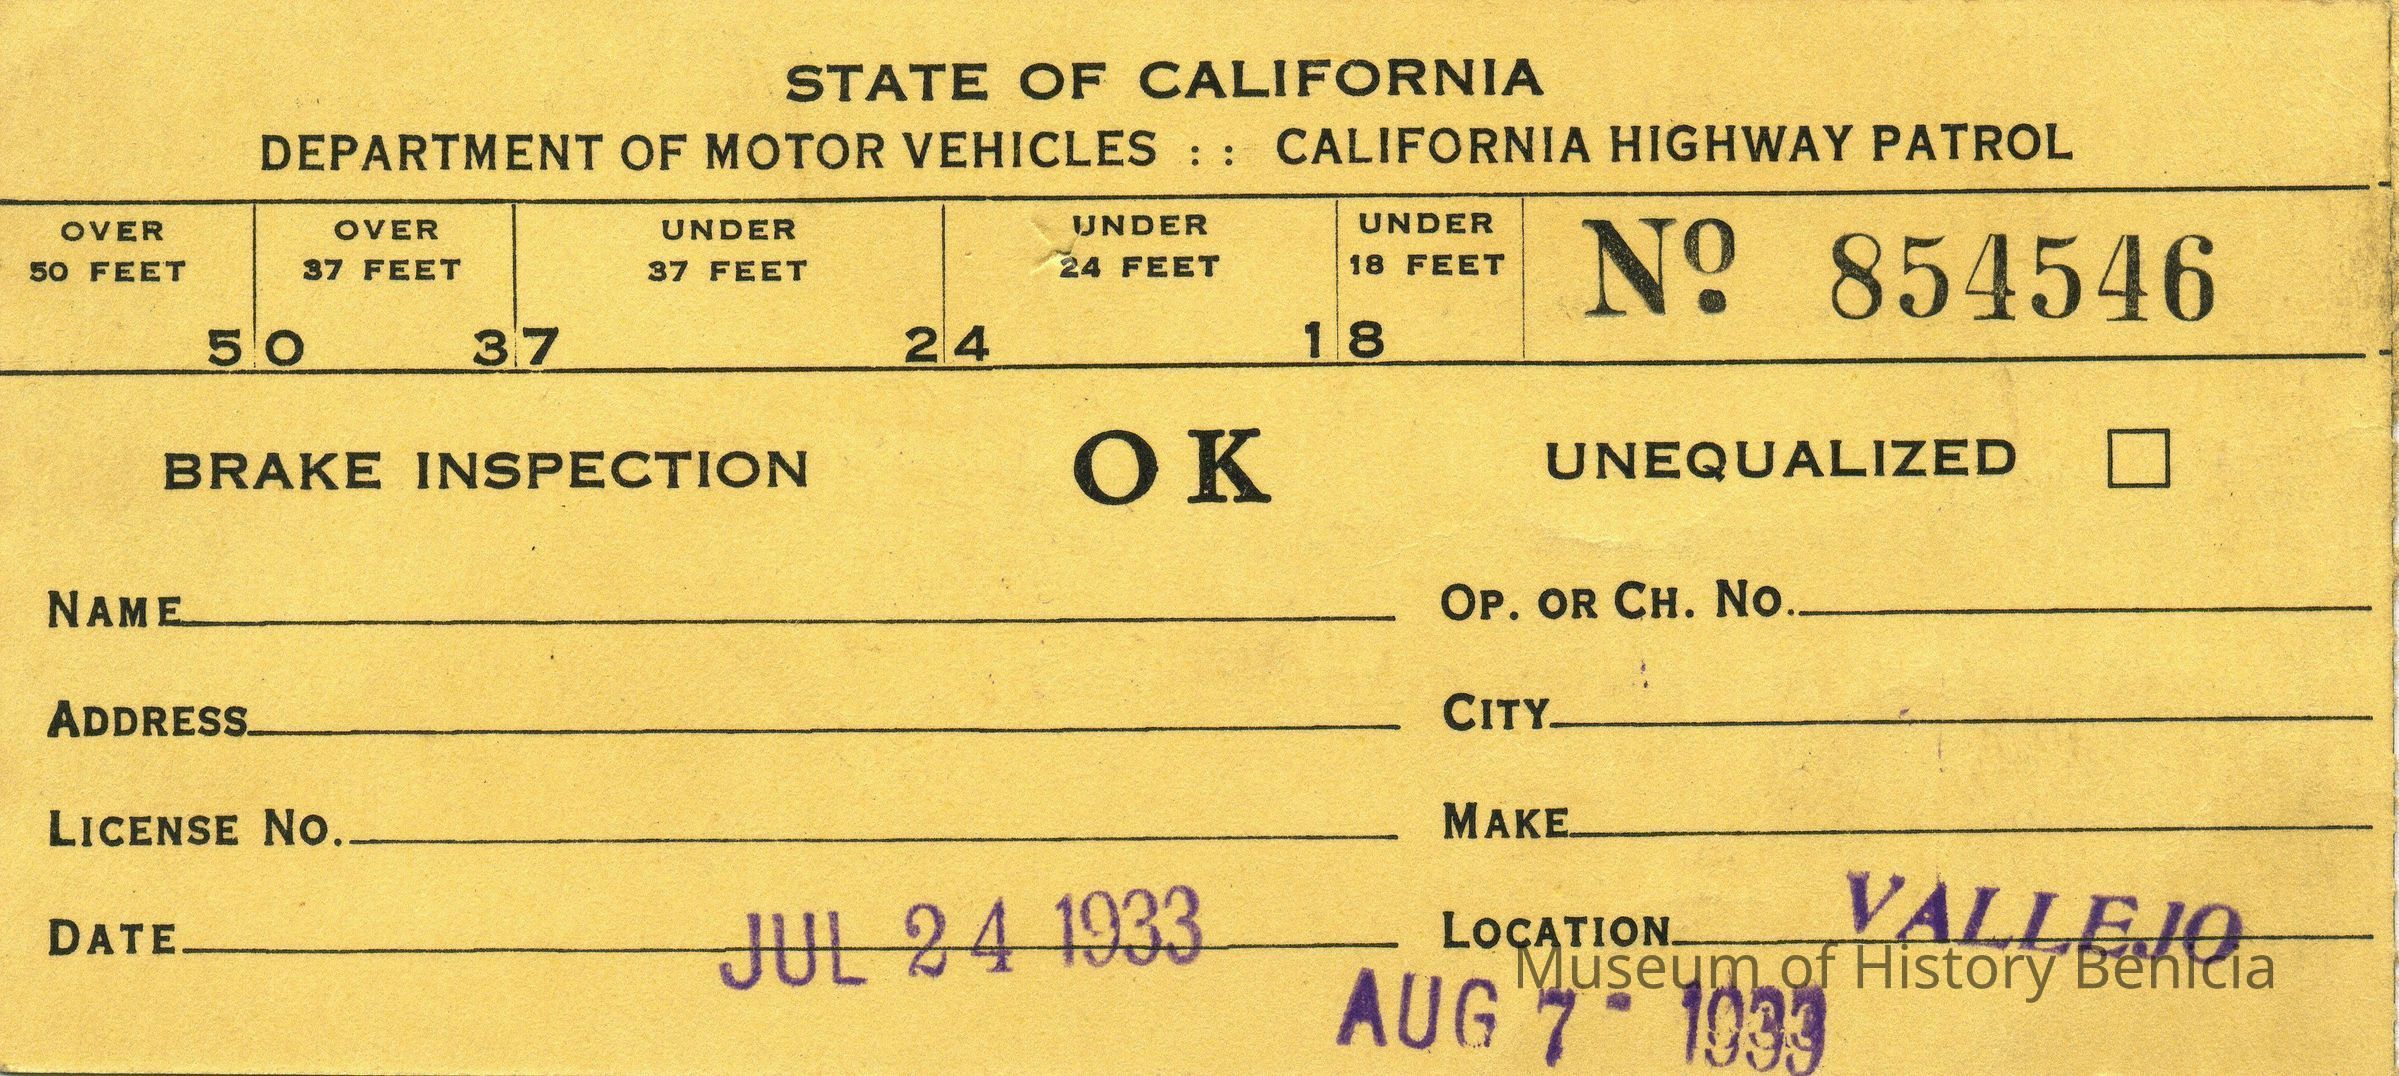 STATE OF CALIFORNIA
DEPARTMENT OF MOTOR VEHICLES :: CALIFORNIA HIGHWAY PATROL
OVER 50 FEET
OVER 37 FEET
UNDER 37 FEET
UNDER 24 FEET
UNDER 18 FEET
No. 854546
50 37 24 18
BRAKE INSPECTION OK UNEQUALIZED
NAME OP. OR CH. NO.
ADDRESS CITY
LICENSE NO. MAKE
DATE JUL 24 1933 LOCATION VALLEJO
Museum of History Benicia
AUG 7 - 1933